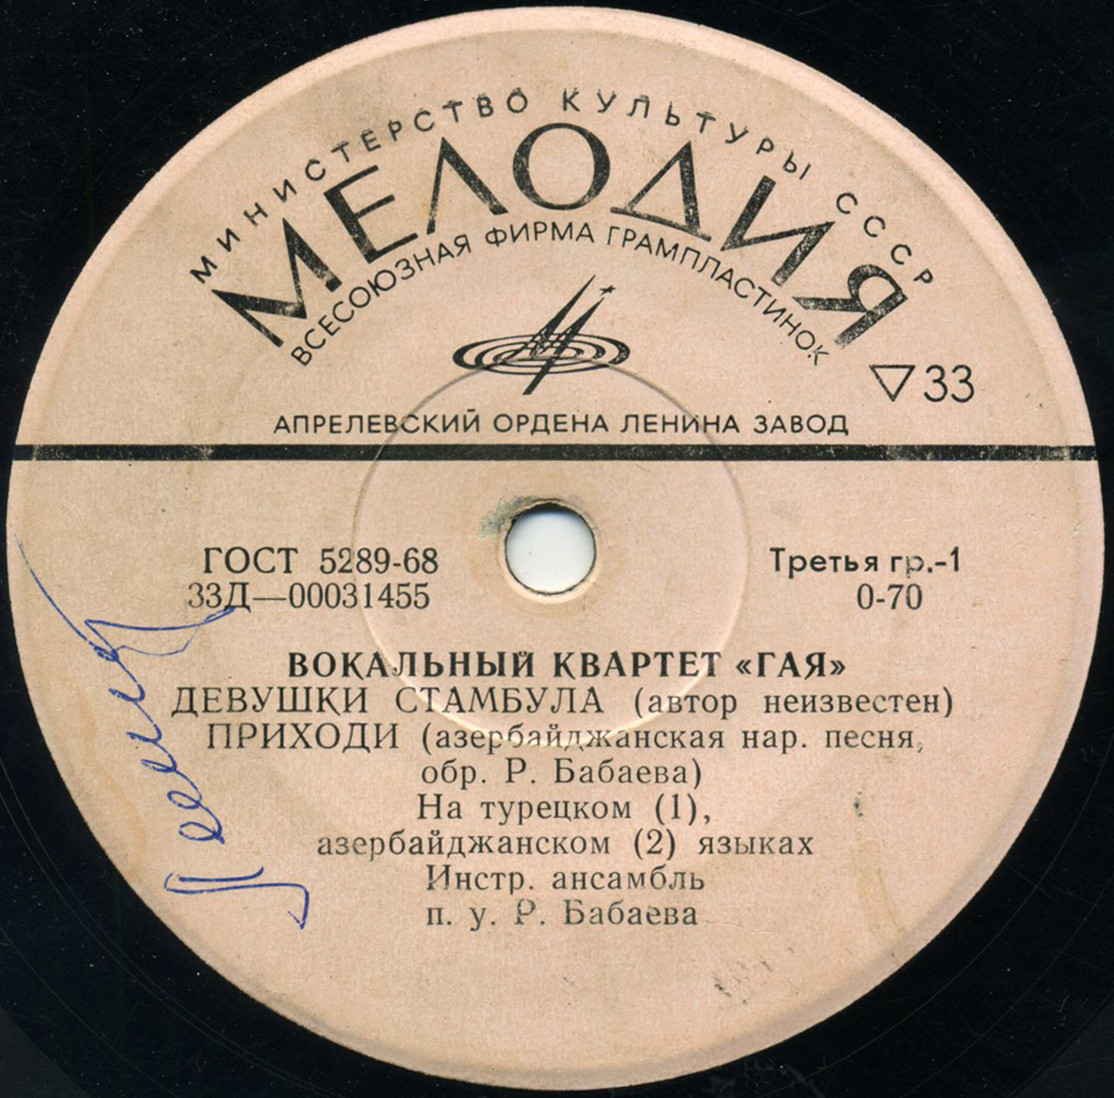 МИНИСТЕРСТВО КУЛЬТУРЫ СССР
МЕЛОДИЯ
ВСЕСОЮЗНАЯ ФИРМА ГРАМПЛАСТИНОК
33
АПРЕЛЕВСКИЙ ОРДЕНА ЛЕНИНА ЗАВОД
ГОСТ 5289-68
Третья гр.-1
33Д—00031455
0-70
ВОКАЛЬНЫЙ КВАРТЕТ «ГАЯ»
ДЕВУШКИ СТАМБУЛА (автор неизвестен)
ПРИХОДИ (азербайджанская нар. песня,
обр. Р. Бабаева)
На турецком (1),
азербайджанском (2) языках
Инстр. ансамбль
п. у. Р. Бабаева